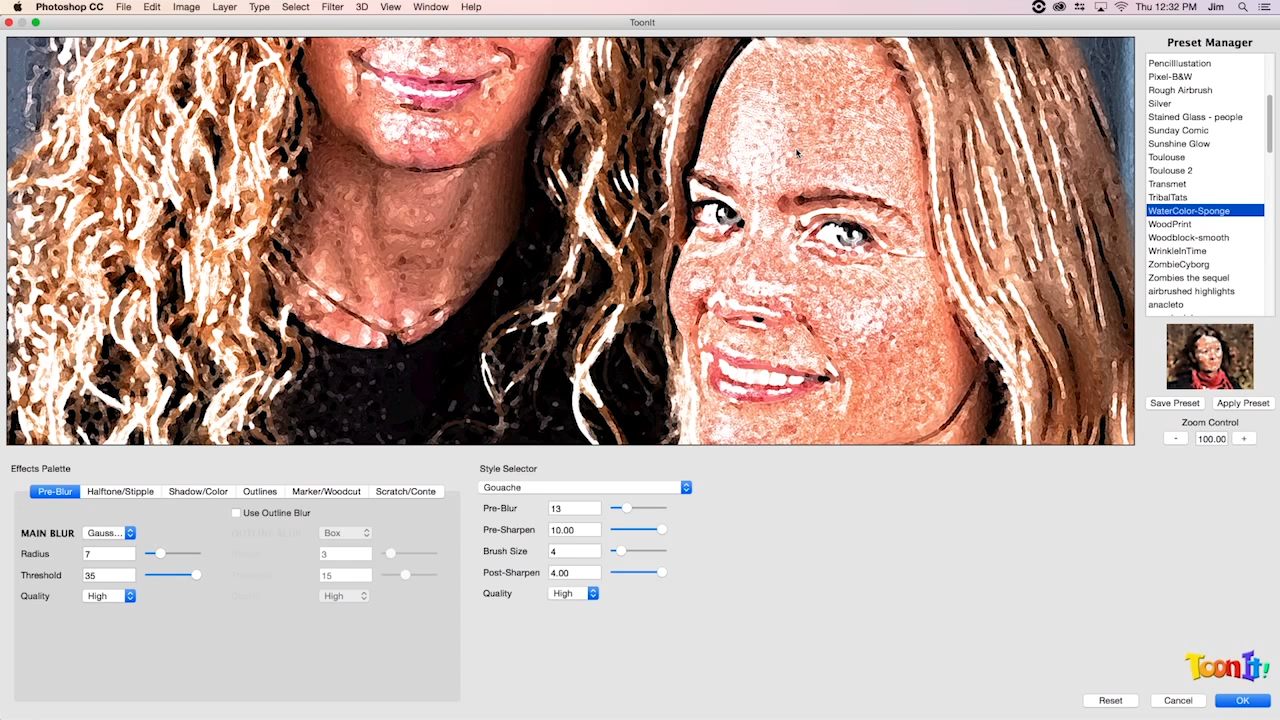 Photoshop CC File Edit Image Layer Type Select Filter 3D View Window Help Thu 12:32 PM Jim
ToonIt
Preset Manager
PencilIlustation
Pixel-B&W
Rough Airbrush
Silver
Stained Glass - people
Sunday Comic
Sunshine Glow
Toulouse
Toulouse 2
Transmet
TribalTats
WaterColor-Sponge
WoodPrint
Woodblock-smooth
WrinkleInTime
ZombieCyborg
Zombies the sequel
airbrushed highlights
anacleto
Save Preset Apply Preset
Zoom Control
- 100.00 +
Effects Palette
Pre-Blur Halftone/Stipple Shadow/Color Outlines Marker/Woodcut Scratch/Conte
Use Outline Blur
MAIN BLUR Gauss... OUTLINE BLUR Box
Radius 7 3
Threshold 35 15
Quality High High
Style Selector
Gouache
Pre-Blur 13
Pre-Sharpen 10.00
Brush Size 4
Post-Sharpen 4.00
Quality High
ToonIt!
Reset Cancel OK